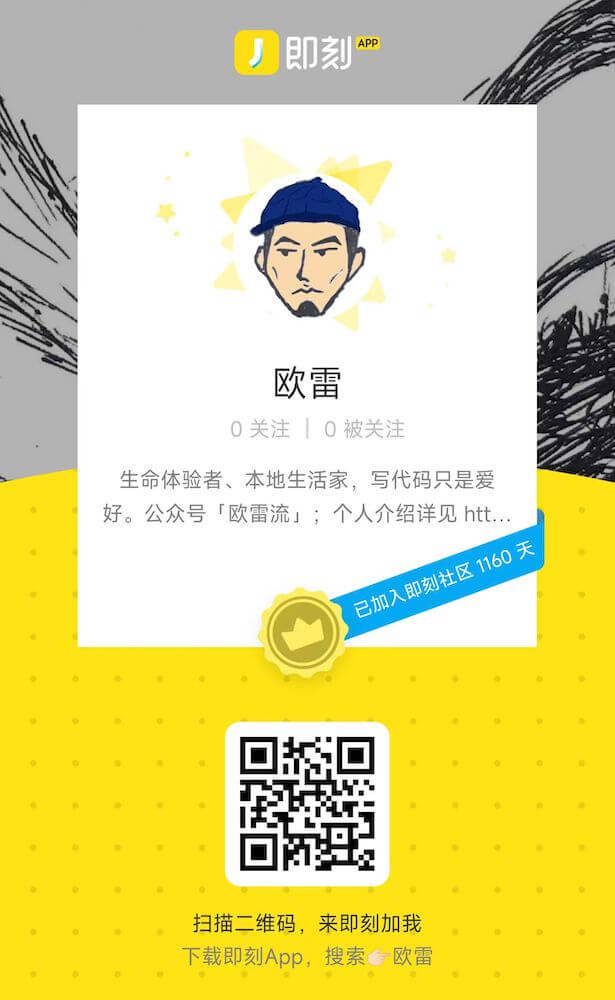 即刻 APP
欧雷
0 关注 | 0 被关注
生命体验者、本地生活家，写代码只是爱
好。公众号「欧雷流」；个人介绍详见 htt...
已加入即刻社区 1160 天
扫描二维码，来即刻加我
下载即刻App，搜索👉🏻欧雷